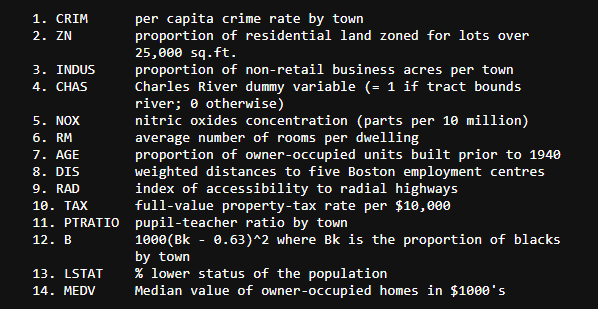 1. CRIM per capita crime rate by town
2. ZN proportion of residential land zoned for lots over
25,000 sq.ft.
3. INDUS proportion of non-retail business acres per town
4. CHAS Charles River dummy variable (= 1 if tract bounds
river; 0 otherwise)
5. NOX nitric oxides concentration (parts per 10 million)
6. RM average number of rooms per dwelling
7. AGE proportion of owner-occupied units built prior to 1940
8. DIS weighted distances to five Boston employment centres
9. RAD index of accessibility to radial highways
10. TAX full-value property-tax rate per $10,000
11. PTRATIO pupil-teacher ratio by town
12. B 1000(Bk - 0.63)^2 where Bk is the proportion of blacks
by town
13. LSTAT % lower status of the population
14. MEDV Median value of owner-occupied homes in $1000's